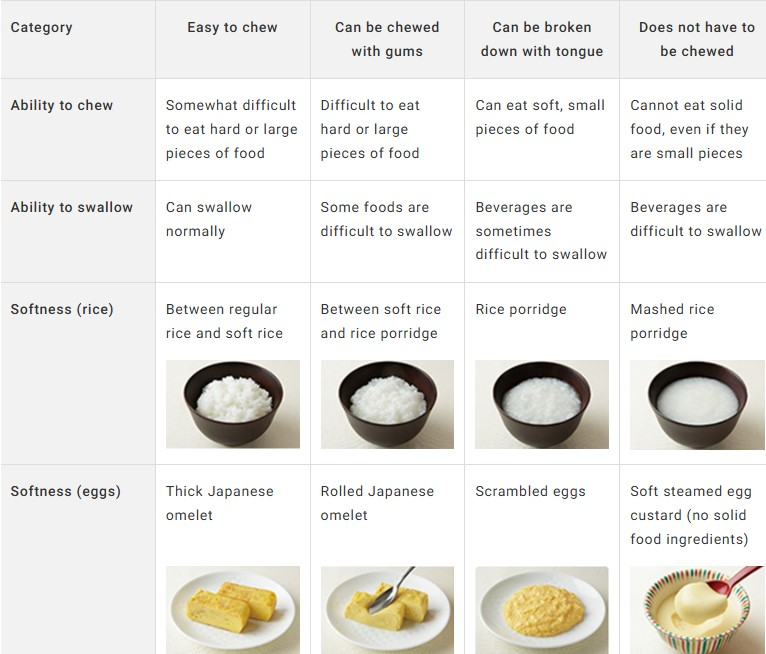 Category
Easy to chew
Can be chewed
with gums
Can be broken
down with tongue
Does not have to
be chewed
Ability to chew
Somewhat difficult
to eat hard or large
pieces of food
Difficult to eat
hard or large
pieces of food
Can eat soft, small
pieces of food
Cannot eat solid
food, even if they
are small pieces
Ability to swallow
Can swallow
normally
Some foods are
difficult to swallow
Beverages are
sometimes
difficult to swallow
Beverages are
difficult to swallow
Softness (rice)
Between regular
rice and soft rice
Between soft rice
and rice porridge
Rice porridge
Mashed rice
porridge
Softness (eggs)
Thick Japanese
omelet
Rolled Japanese
omelet
Scrambled eggs
Soft steamed egg
custard (no solid
food ingredients)